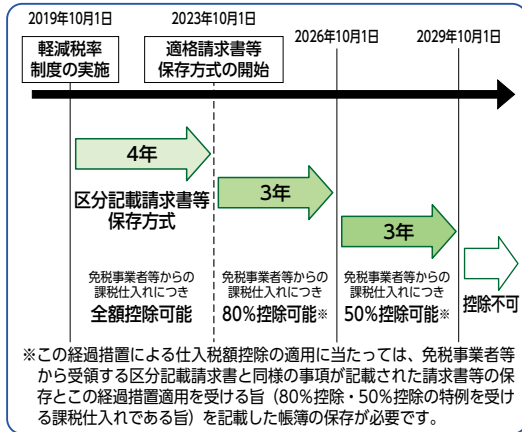 2019年10月1日
2023年10月1日
2026年10月1日
2029年10月1日
軽減税率
制度の実施
適格請求書等
保存方式の開始
4年
区分記載請求書等
保存方式
3年
3年
免税事業者等からの
課税仕入れにつき
全額控除可能
免税事業者等からの
課税仕入れにつき
80%控除可能※
免税事業者等からの
課税仕入れにつき
50%控除可能※
控除不可
※この経過措置による仕入税額控除の適用に当たっては、免税事業者等
から受領する区分記載請求書と同様の事項が記載された請求書等の保
存とこの経過措置適用を受ける旨（80%控除・50%控除の特例を受け
る課税仕入れである旨）を記載した帳簿の保存が必要です。